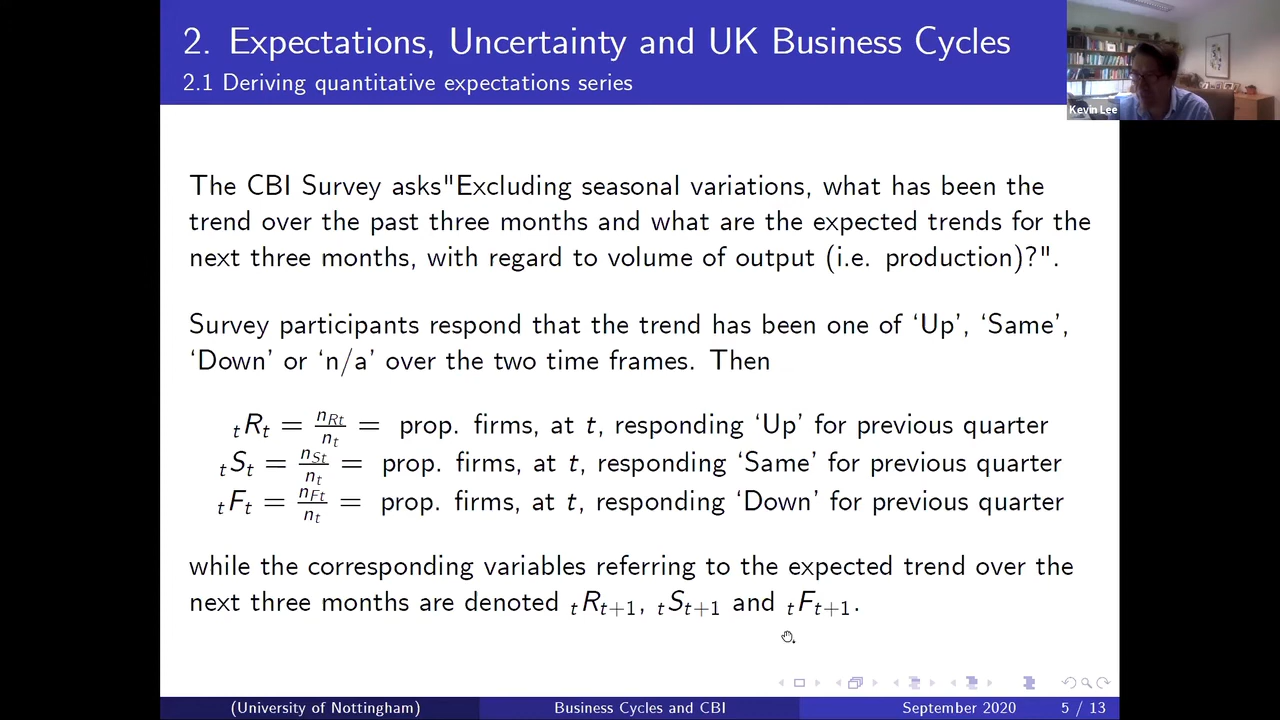 2. Expectations, Uncertainty and UK Business Cycles
2.1 Deriving quantitative expectations series
Kevin Lee
The CBI Survey asks"Excluding seasonal variations, what has been the
trend over the past three months and what are the expected trends for the
next three months, with regard to volume of output (i.e. production)?".
Survey participants respond that the trend has been one of ‘Up’, ‘Same’,
‘Down’ or ‘n/a’ over the two time frames. Then
ₜRₜ = n_{Rt}/nₜ = prop. firms, at t, responding ‘Up’ for previous quarter
ₜSₜ = n_{St}/nₜ = prop. firms, at t, responding ‘Same’ for previous quarter
ₜFₜ = n_{Ft}/nₜ = prop. firms, at t, responding ‘Down’ for previous quarter
while the corresponding variables referring to the expected trend over the
next three months are denoted ₜRₜ₊₁, ₜSₜ₊₁ and ₜFₜ₊₁.
(University of Nottingham) Business Cycles and CBI September 2020 5 / 13